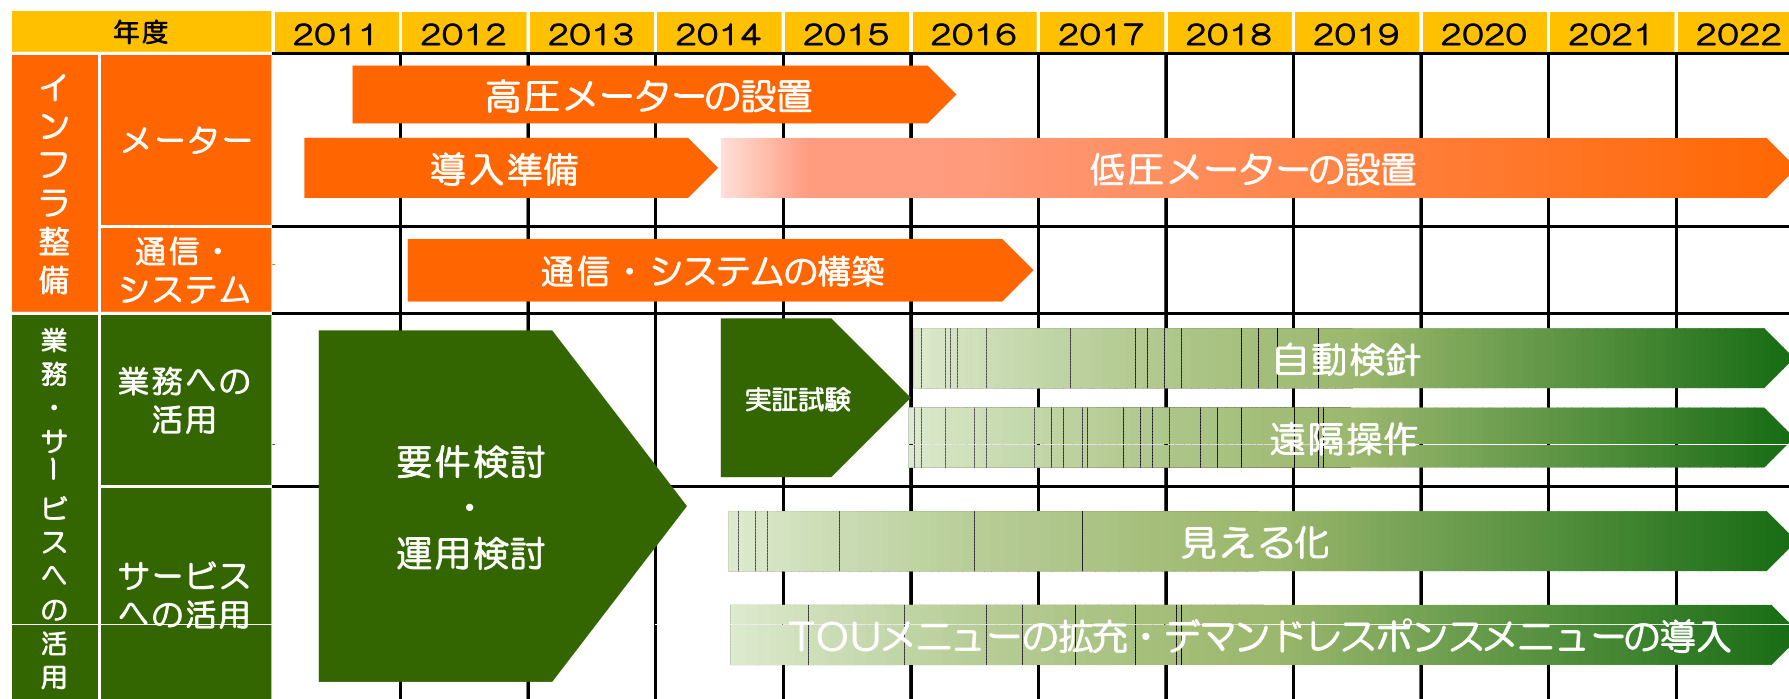 年度 2011 2012 2013 2014 2015 2016 2017 2018 2019 2020 2021 2022
インフラ整備
メーター
高圧メーターの設置
導入準備
低圧メーターの設置
通信・
システム
通信・システムの構築
業務・サービスへの活用
業務への
活用
要件検討
・
運用検討
実証試験
自動検針
遠隔操作
サービス
への活用
見える化
TOUメニューの拡充・デマンドレスポンスメニューの導入